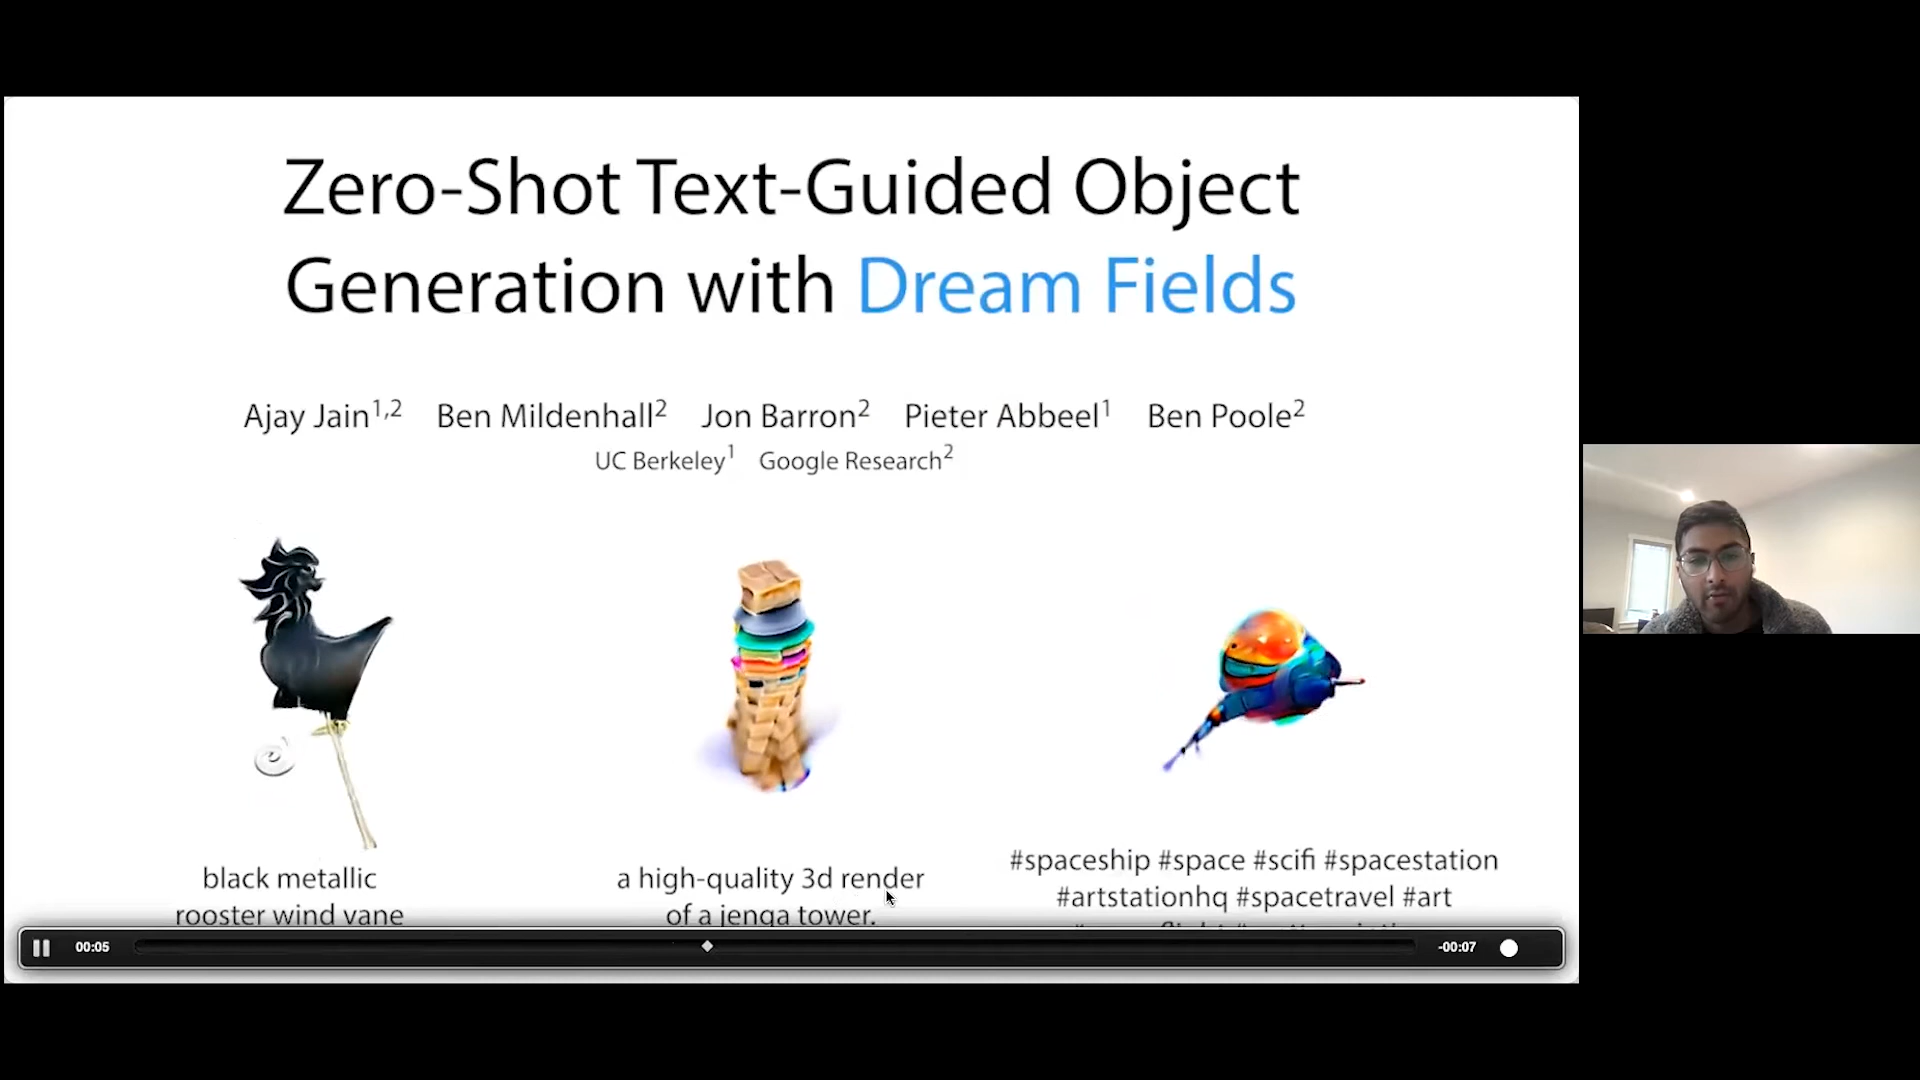 Zero-Shot Text-Guided Object
Generation with Dream Fields
Ajay Jain1,2 Ben Mildenhall2 Jon Barron2 Pieter Abbeel1 Ben Poole2
UC Berkeley1 Google Research2
black metallic
rooster wind vane
a high-quality 3d render
of a jenga tower.
#spaceship #space #scifi #spacestation
#artstationhq #spacetravel #art
00:05
-00:07